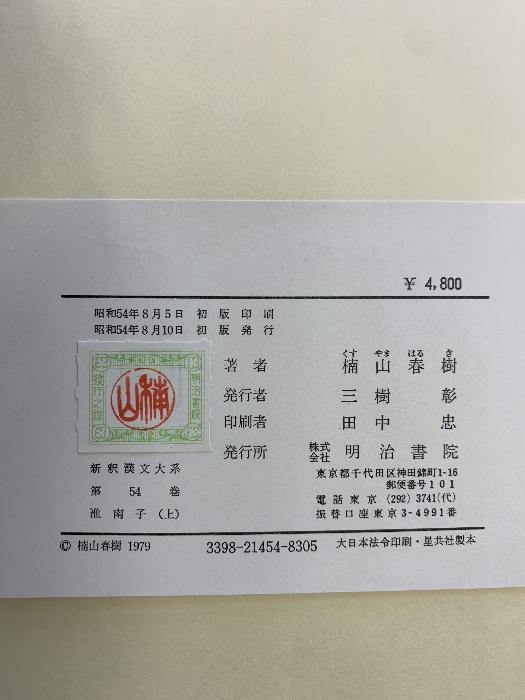 ¥ 4,800
昭和54年8月5日 初版印刷
昭和54年8月10日 初版発行
くす やま はる き
著者 楠山春樹
発行者 三樹彰
印刷者 田中忠
発行所 株式会社 明治書院
東京都千代田区神田錦町1-16
郵便番号101
電話東京 (292) 3741(代)
振替口座東京 3-4991番
明治書院
発行之証
楠山
新釈漢文大系
第 54 巻
淮南子(上)
© 楠山春樹 1979 3398-21454-8305 大日本法令印刷・星共社製本